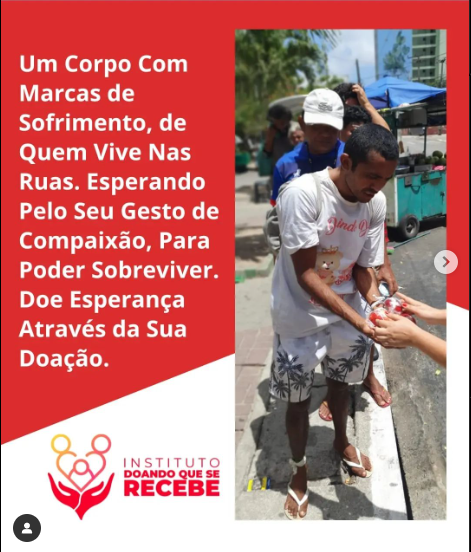 Um Corpo Com
Marcas de
Sofrimento, de
Quem Vive Nas
Ruas. Esperando
Pelo Seu Gesto de
Compaixão, Para
Poder Sobreviver.
Doe Esperança
Através da Sua
Doação.
INSTITUTO
DOANDO QUE SE
RECEBE